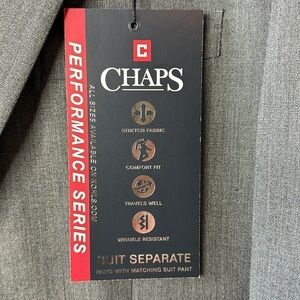 C
CHAPS
PERFORMANCE SERIES
ALL SIZES AVAILABLE ON KOHLS.COM
STRETCH FABRIC
COMFORT FIT
TRAVELS WELL
WRINKLE RESISTANT
SUIT SEPARATE
PAIRS WITH MATCHING SUIT PANT